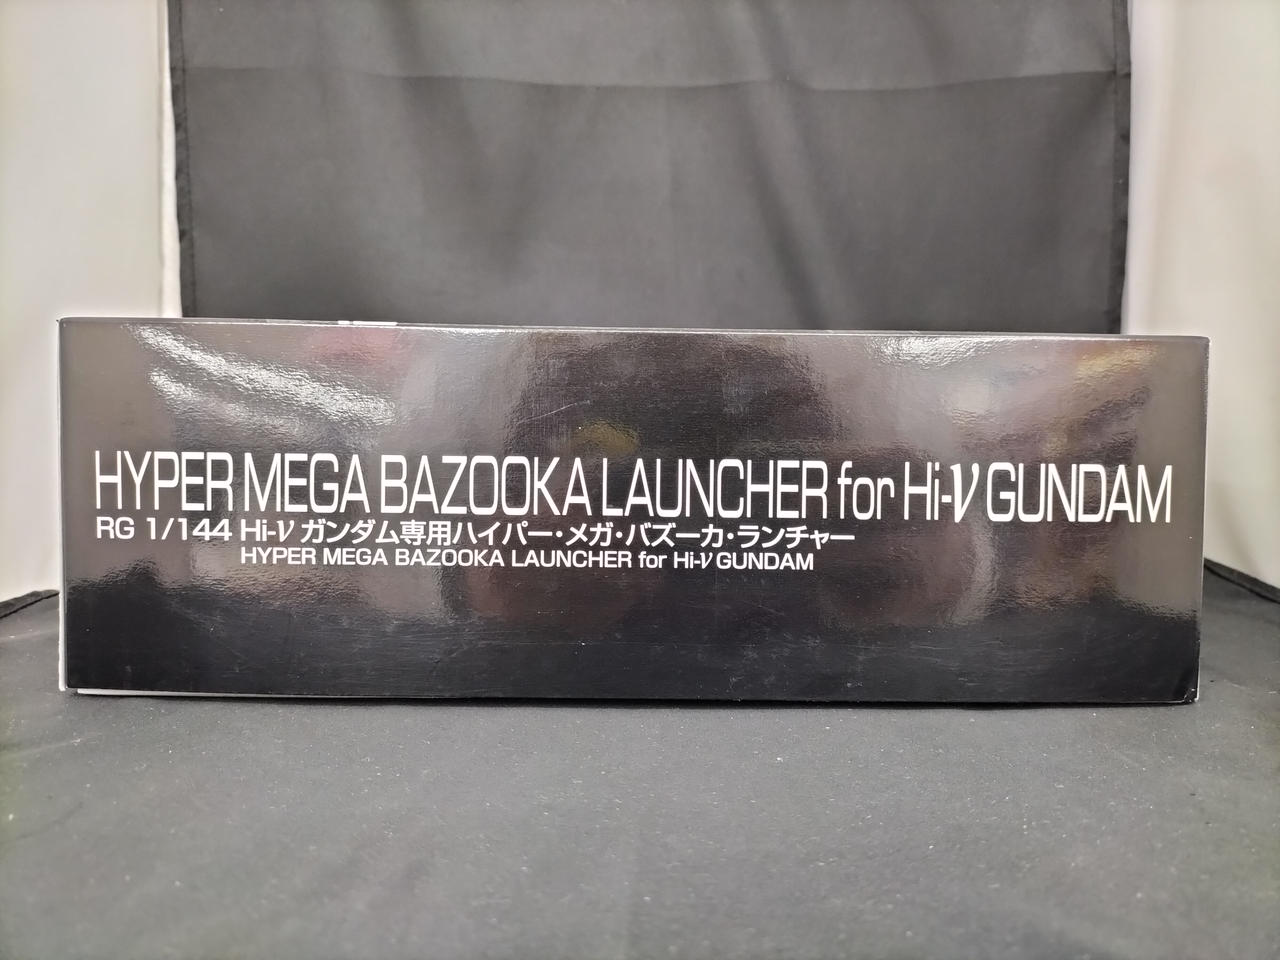 HYPER MEGA BAZOOKA LAUNCHER for Hi-ν GUNDAM
RG 1/144 Hi-ν ガンダム専用ハイパー・メガ・バズーカ・ランチャー
HYPER MEGA BAZOOKA LAUNCHER for Hi-ν GUNDAM